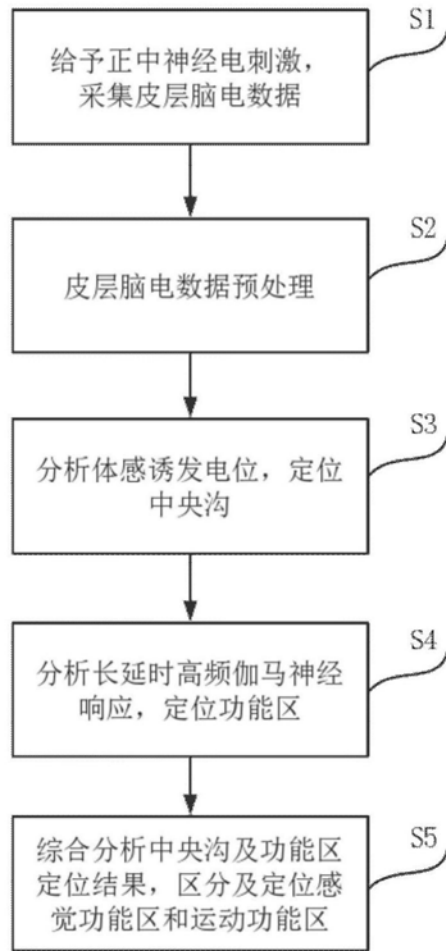 S1
给予正中神经电刺激，
采集皮层脑电数据
S2
皮层脑电数据预处理
S3
分析体感诱发电位，定位
中央沟
S4
分析长延时高频伽马神经
响应，定位功能区
S5
综合分析中央沟及功能区
定位结果，区分及定位感
觉功能区和运动功能区